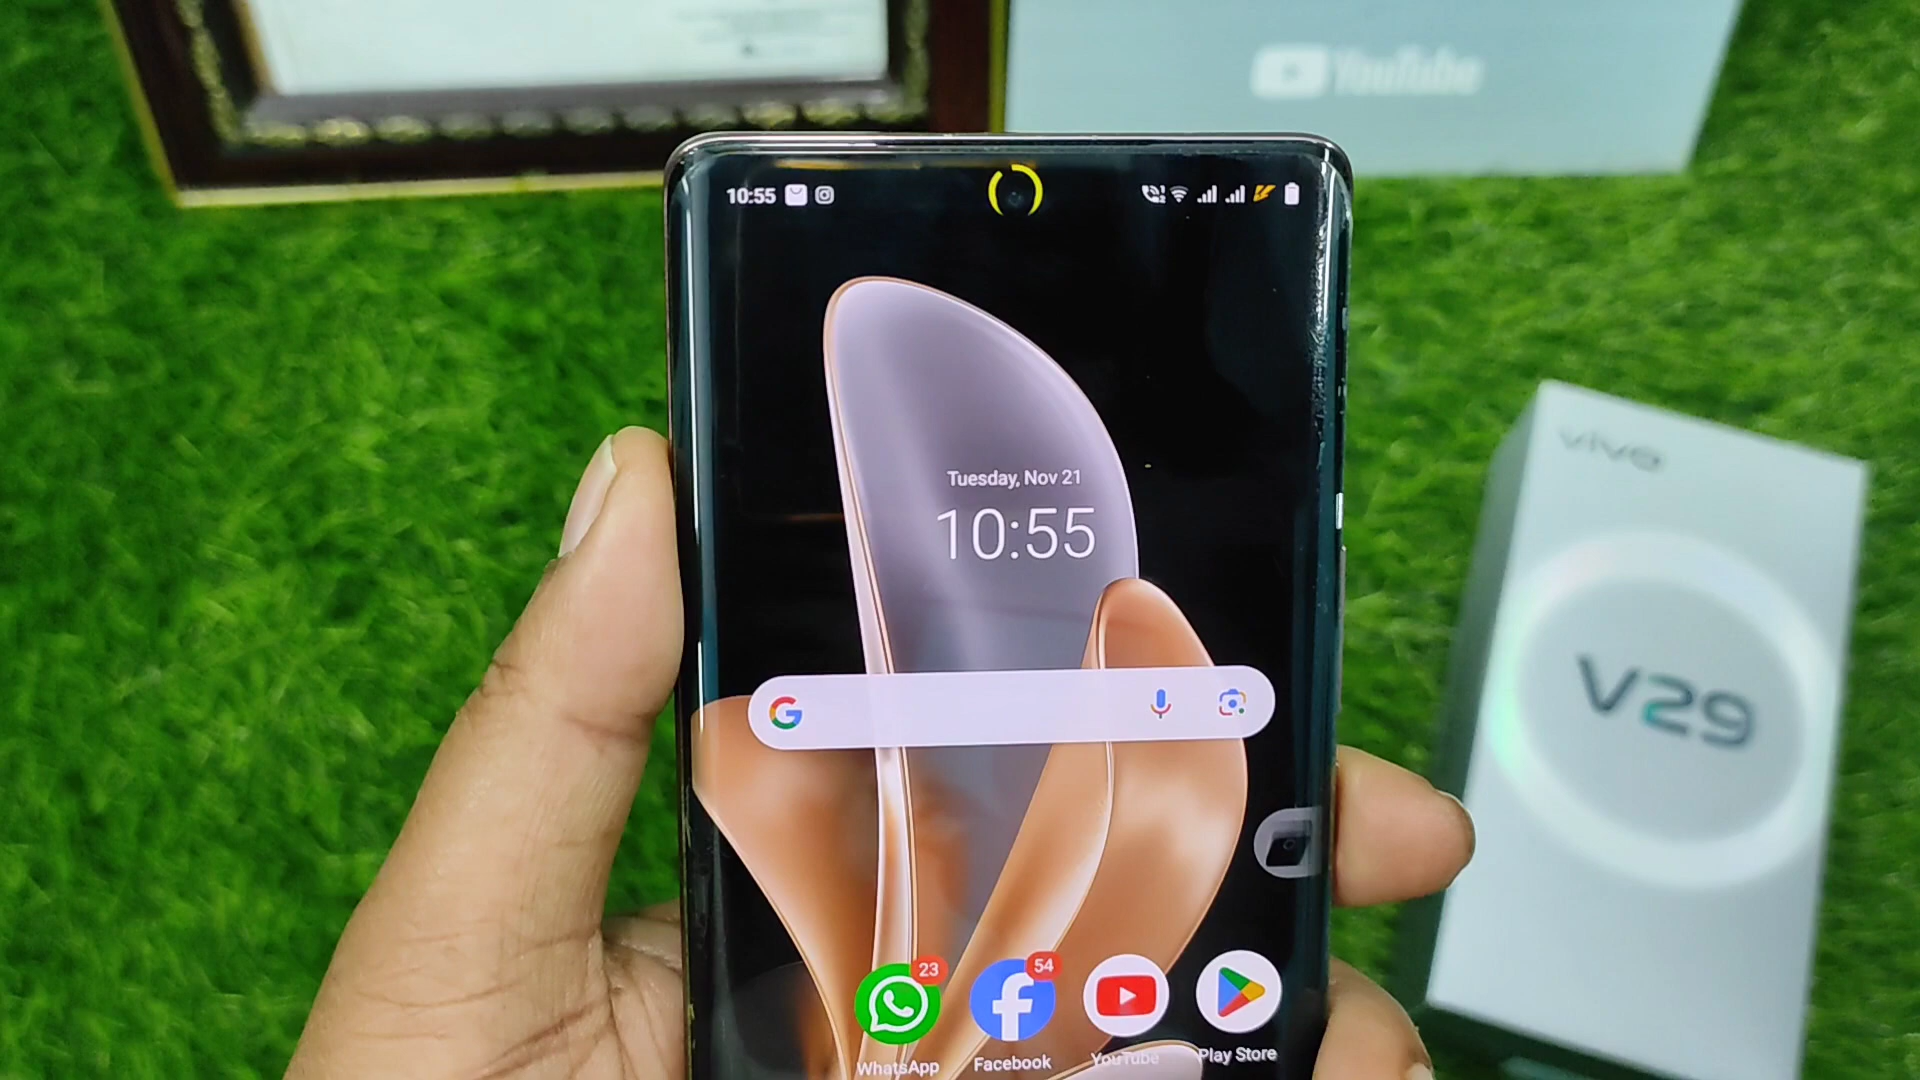 YouTube
10:55
Tuesday, Nov 21
10:55
vivo
V29
23
54
WhatsApp
Facebook
YouTube
Play Store